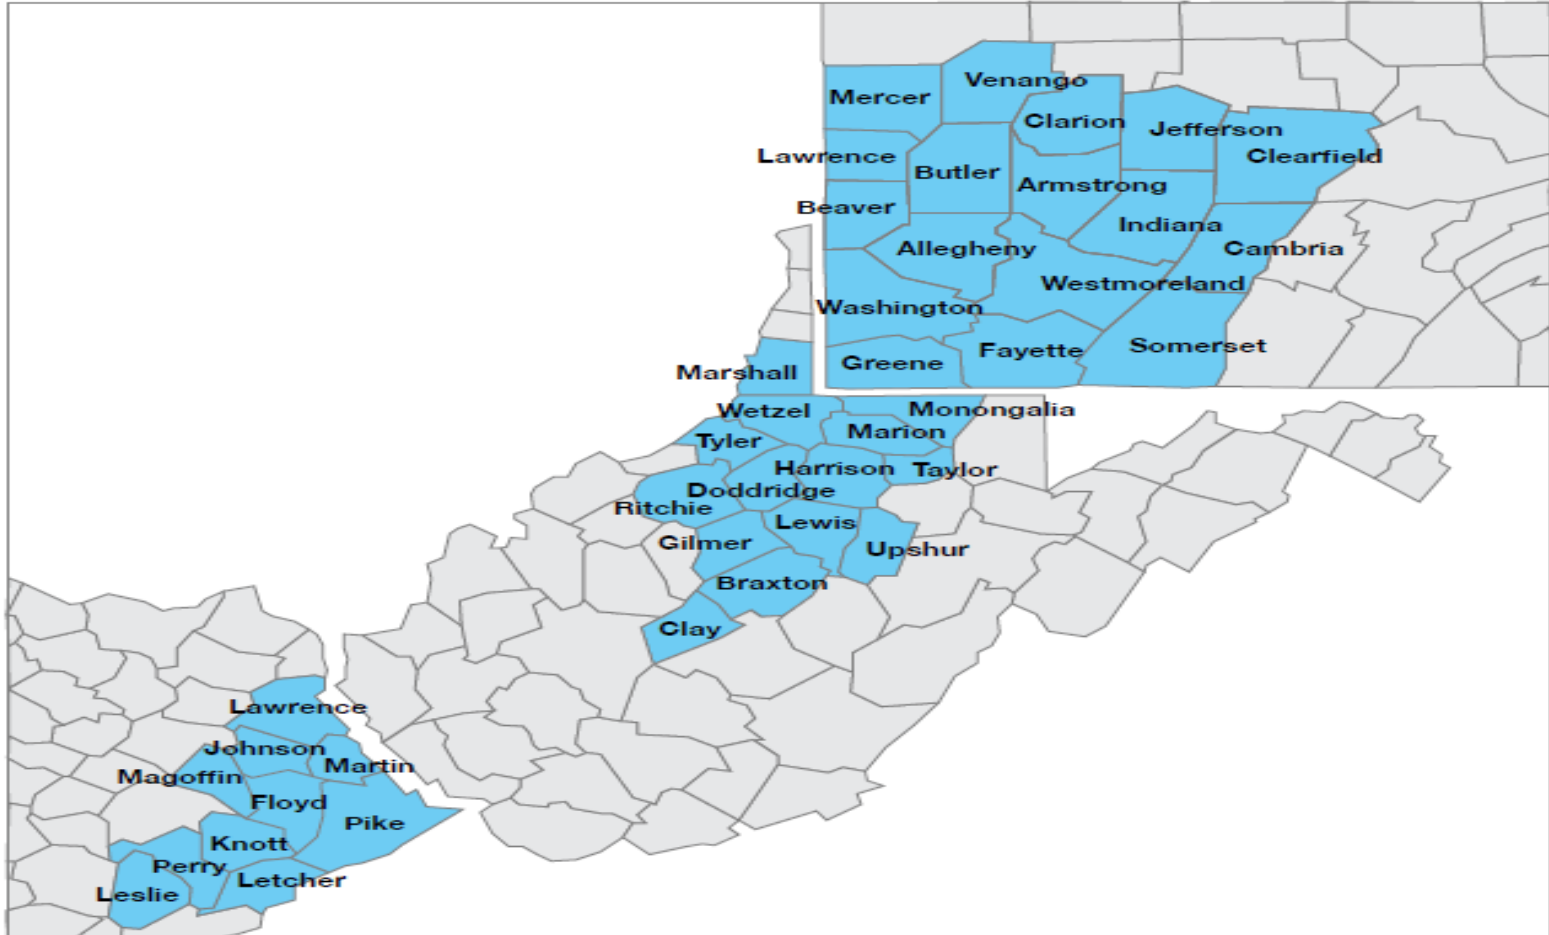 Venango
Mercer
Clarion
Jefferson
Lawrence
Clearfield
Butler
Armstrong
Beaver
Indiana
Allegheny
Cambria
Westmoreland
Washington
Somerset
Fayette
Greene
Marshall
Wetzel
Monongalia
Marion
Tyler
Harrison
Taylor
Doddridge
Ritchie
Lewis
Gilmer
Upshur
Braxton
Clay
Lawrence
Johnson
Martin
Magoffin
Floyd
Pike
Knott
Perry
Letcher
Leslie